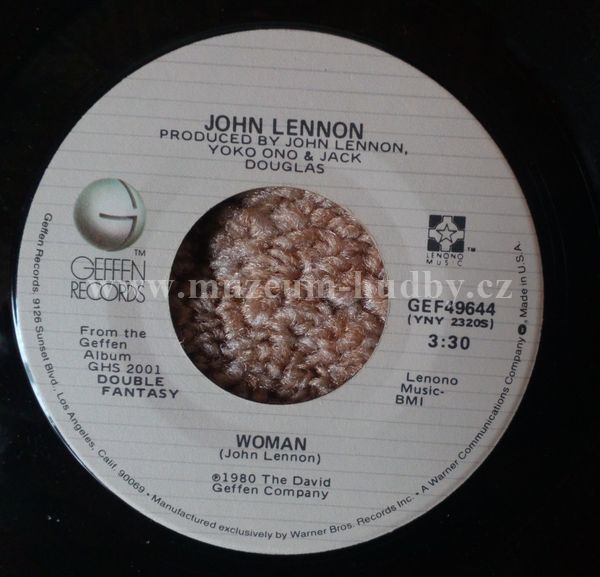 JOHN LENNON
PRODUCED BY JOHN LENNON,
YOKO ONO & JACK
DOUGLAS
G
TM
GEFFEN
RECORDS
From the
Geffen
Album
GHS 2001
DOUBLE
FANTASY
LENONO
MUSIC
TM
GEF49644
(YNY 2320S)
3:30
Lenono
Music-
BMI
WOMAN
(John Lennon)
℗1980 The David
Geffen Company
Geffen Records, 9126 Sunset Blvd., Los Angeles, Calif. 90069 • Manufactured exclusively by Warner Bros. Records Inc. • A Warner Communications Company Made in U.S.A.
www.muzeum-hudby.cz